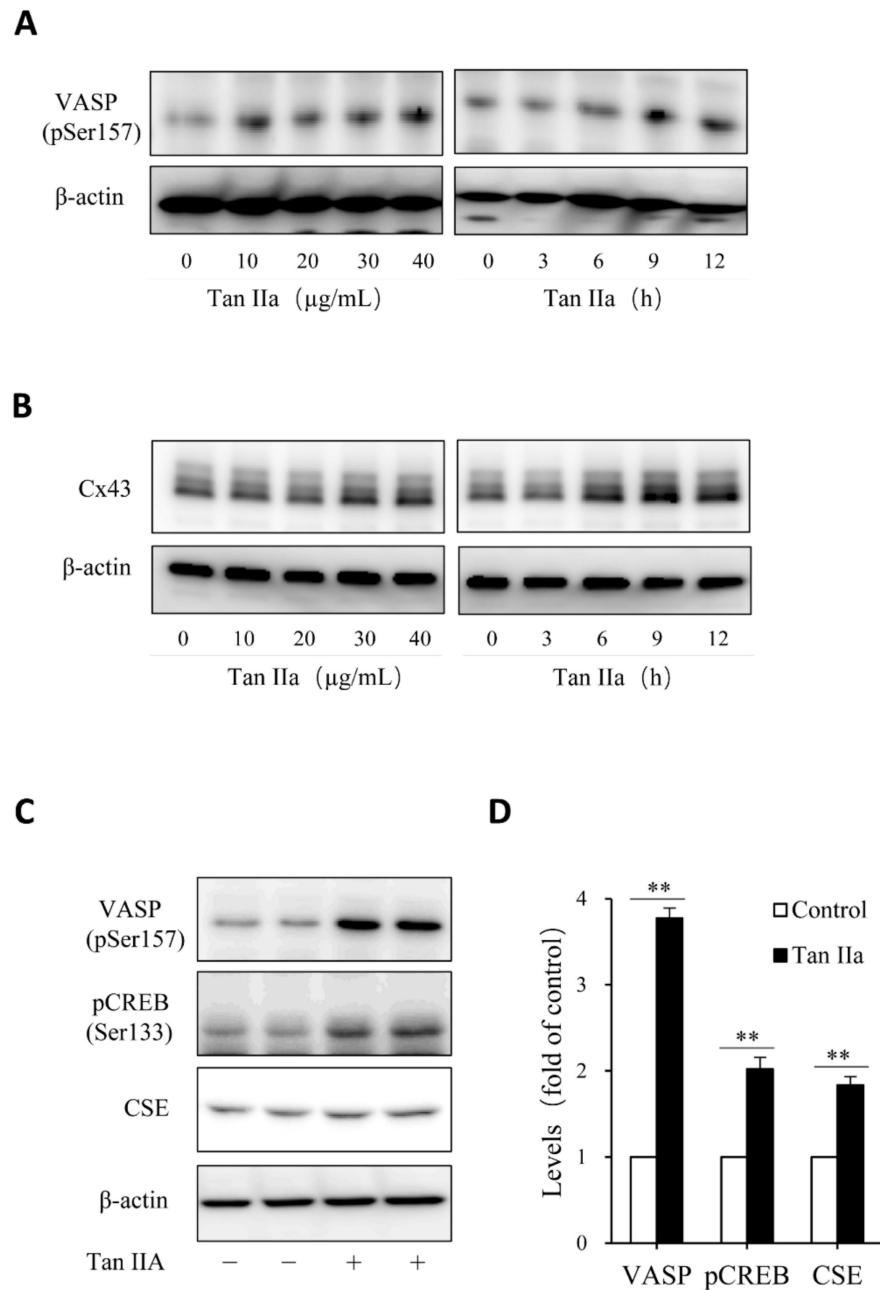 A
VASP
(pSer157)
β-actin
0 10 20 30 40 0 3 6 9 12
Tan IIa (μg/mL) Tan IIa (h)
B
Cx43
β-actin
0 10 20 30 40 0 3 6 9 12
Tan IIa (μg/mL) Tan IIa (h)
C
VASP
(pSer157)
pCREB
(Ser133)
CSE
β-actin
Tan IIA − − + +
D
Levels (fold of control)
4
3
2
1
0
**
**
**
Control
Tan IIa
VASP pCREB CSE